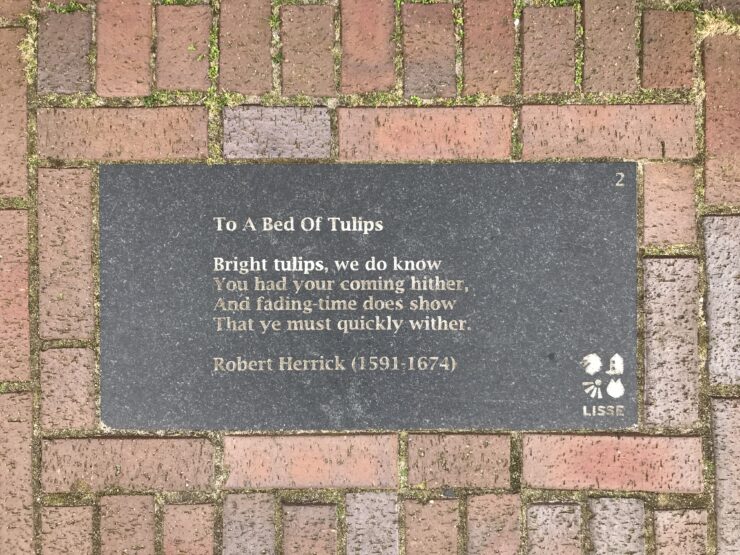 2
To A Bed Of Tulips
Bright tulips, we do know
You had your coming hither,
And fading-time does show
That ye must quickly wither.
Robert Herrick (1591-1674)
LISSE